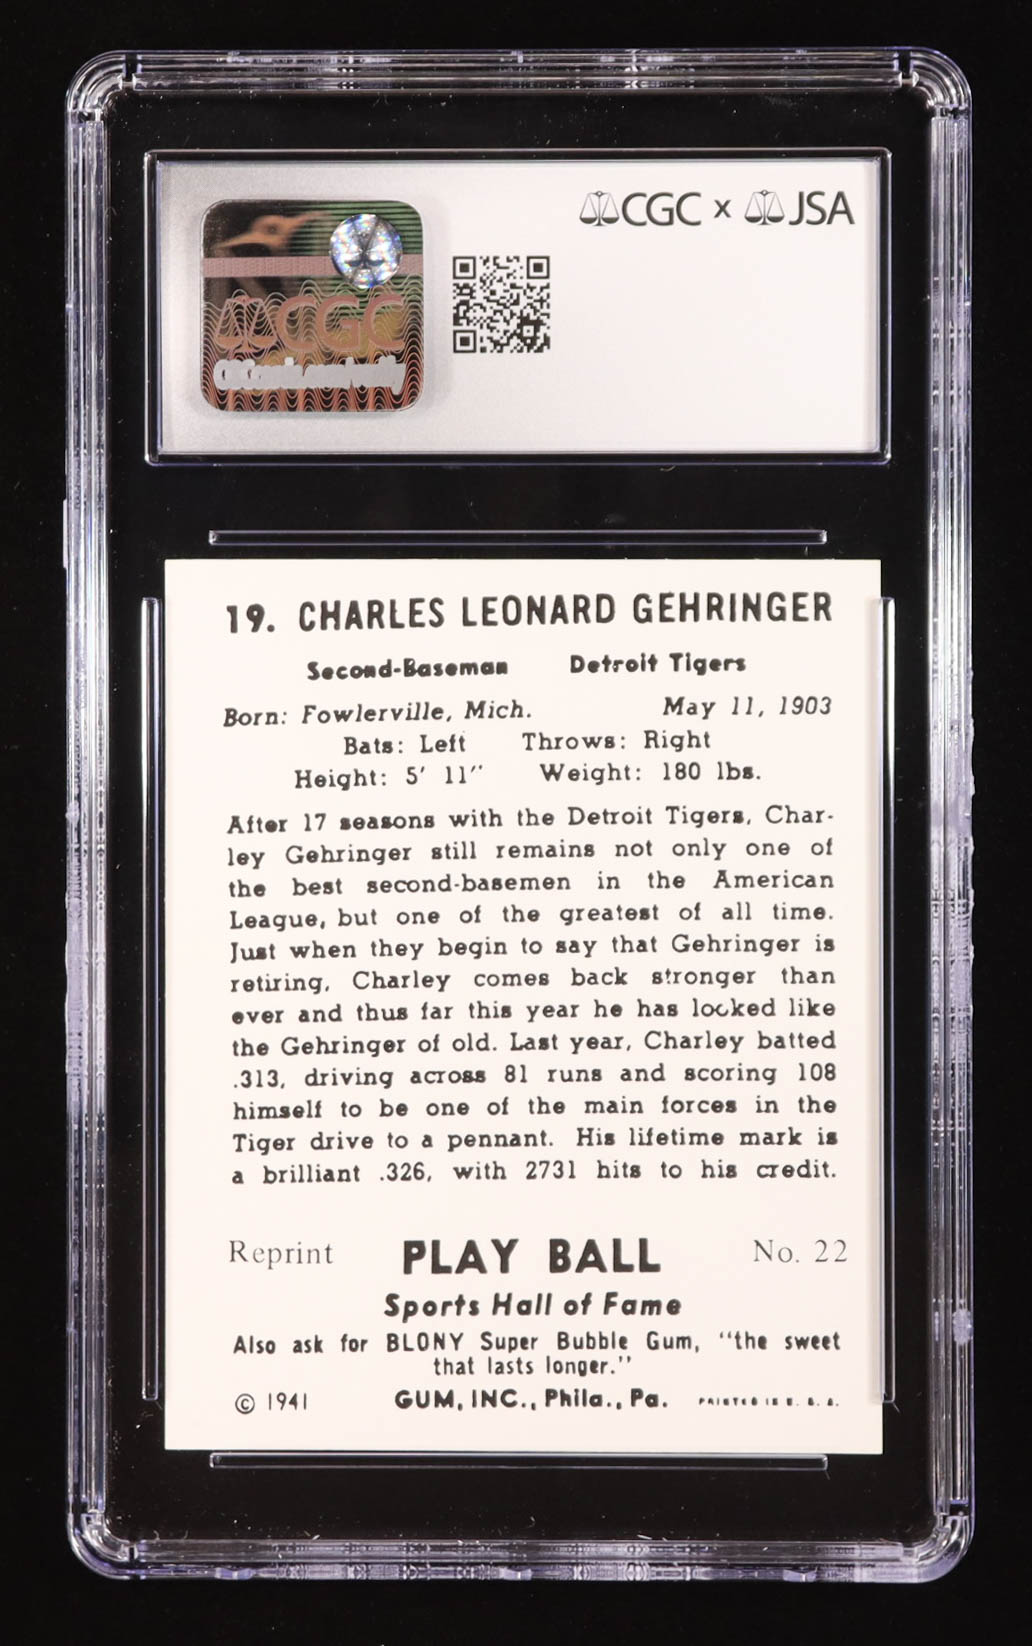 CGC x JSA
CGC
19. CHARLES LEONARD GEHRINGER
Second-Baseman Detroit Tigers
Born: Fowlerville, Mich. May 11, 1903
Bats: Left Throws: Right
Height: 5' 11" Weight: 180 lbs.
After 17 seasons with the Detroit Tigers, Char-
ley Gehringer still remains not only one of
the best second-basemen in the American
League, but one of the greatest of all time.
Just when they begin to say that Gehringer is
retiring, Charley comes back stronger than
ever and thus far this year he has looked like
the Gehringer of old. Last year, Charley batted
.313, driving across 81 runs and scoring 108
himself to be one of the main forces in the
Tiger drive to a pennant. His lifetime mark is
a brilliant .326, with 2731 hits to his credit.
Reprint PLAY BALL No. 22
Sports Hall of Fame
Also ask for BLONY Super Bubble Gum, "the sweet
that lasts longer."
© 1941 GUM, INC., Phila., Pa. PRINTED IN U. S. A.